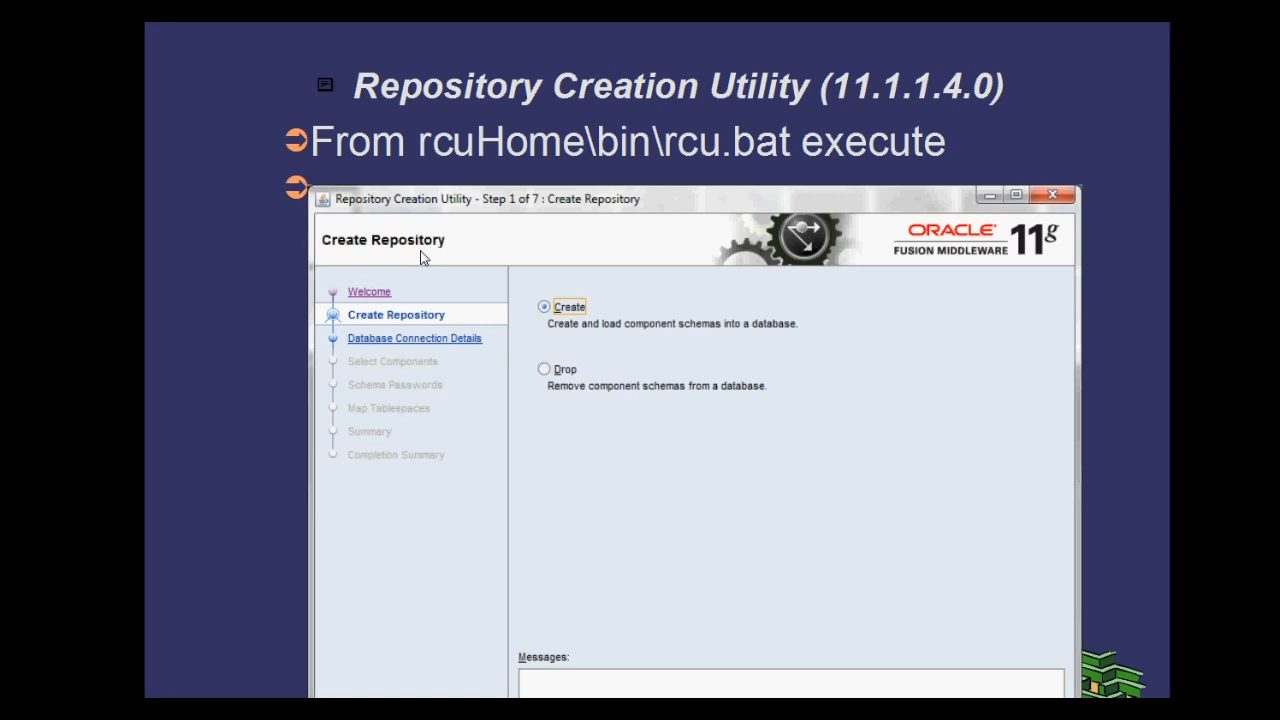 Repository Creation Utility (11.1.1.4.0)
From rcuHome\bin\rcu.bat execute
Repository Creation Utility - Step 1 of 7 : Create Repository
Create Repository
ORACLE
FUSION MIDDLEWARE 11g
Welcome
Create Repository
Database Connection Details
Select Components
Schema Passwords
Map Tablespaces
Summary
Completion Summary
Create
Create and load component schemas into a database.
Drop
Remove component schemas from a database.
Messages: